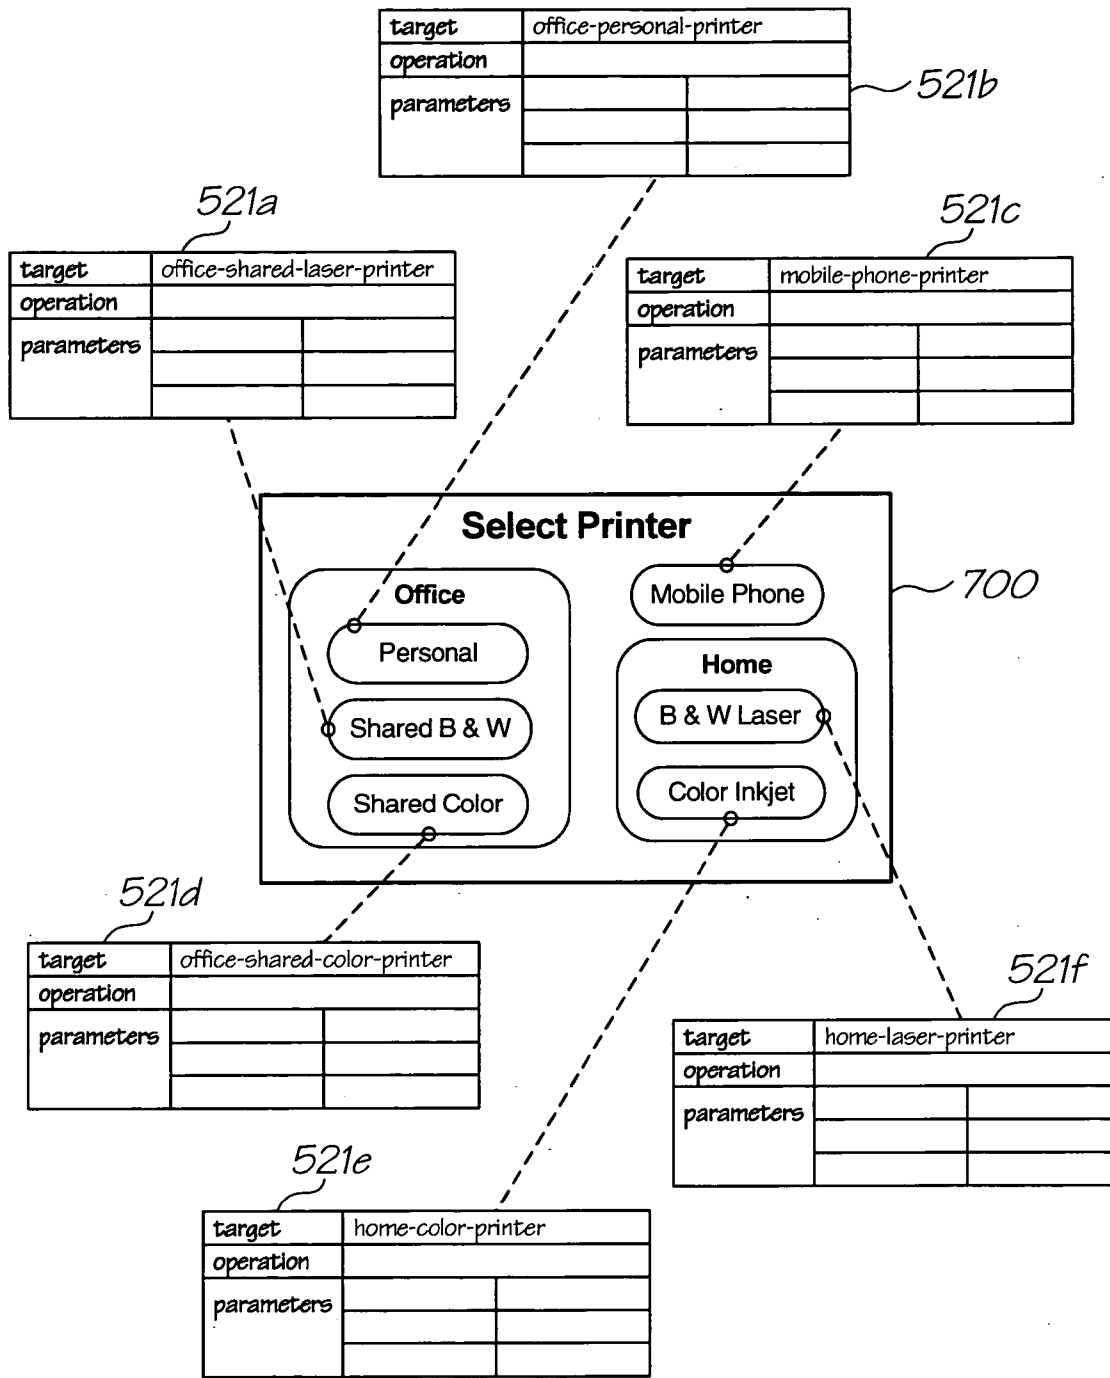 target office-personal-printer
operation
parameters
521b
521a
target office-shared-laser-printer
operation
parameters
521c
target mobile-phone-printer
operation
parameters
Select Printer
700
Office
Personal
Shared B & W
Shared Color
Mobile Phone
Home
B & W Laser
Color Inkjet
521d
target office-shared-color-printer
operation
parameters
521f
target home-laser-printer
operation
parameters
521e
target home-color-printer
operation
parameters